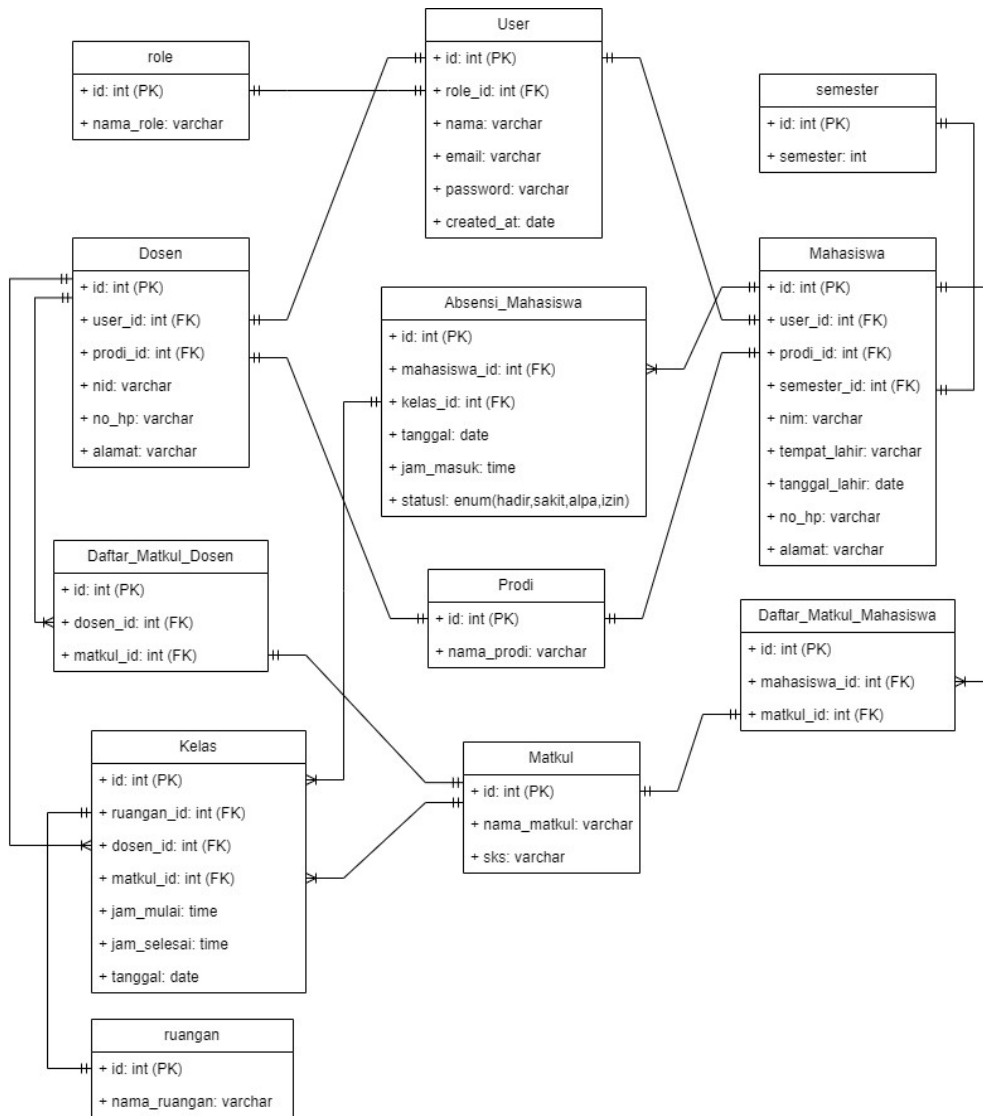 User
+ id: int (PK)
+ role_id: int (FK)
+ nama: varchar
+ email: varchar
+ password: varchar
+ created_at: date
role
+ id: int (PK)
+ nama_role: varchar
semester
+ id: int (PK)
+ semester: int
Dosen
+ id: int (PK)
+ user_id: int (FK)
+ prodi_id: int (FK)
+ nid: varchar
+ no_hp: varchar
+ alamat: varchar
Absensi_Mahasiswa
+ id: int (PK)
+ mahasiswa_id: int (FK)
+ kelas_id: int (FK)
+ tanggal: date
+ jam_masuk: time
+ statusl: enum(hadir,sakit,alpa,izin)
Mahasiswa
+ id: int (PK)
+ user_id: int (FK)
+ prodi_id: int (FK)
+ semester_id: int (FK)
+ nim: varchar
+ tempat_lahir: varchar
+ tanggal_lahir: date
+ no_hp: varchar
+ alamat: varchar
Daftar_Matkul_Dosen
+ id: int (PK)
+ dosen_id: int (FK)
+ matkul_id: int (FK)
Prodi
+ id: int (PK)
+ nama_prodi: varchar
Daftar_Matkul_Mahasiswa
+ id: int (PK)
+ mahasiswa_id: int (FK)
+ matkul_id: int (FK)
Kelas
+ id: int (PK)
+ ruangan_id: int (FK)
+ dosen_id: int (FK)
+ matkul_id: int (FK)
+ jam_mulai: time
+ jam_selesai: time
+ tanggal: date
Matkul
+ id: int (PK)
+ nama_matkul: varchar
+ sks: varchar
ruangan
+ id: int (PK)
+ nama_ruangan: varchar